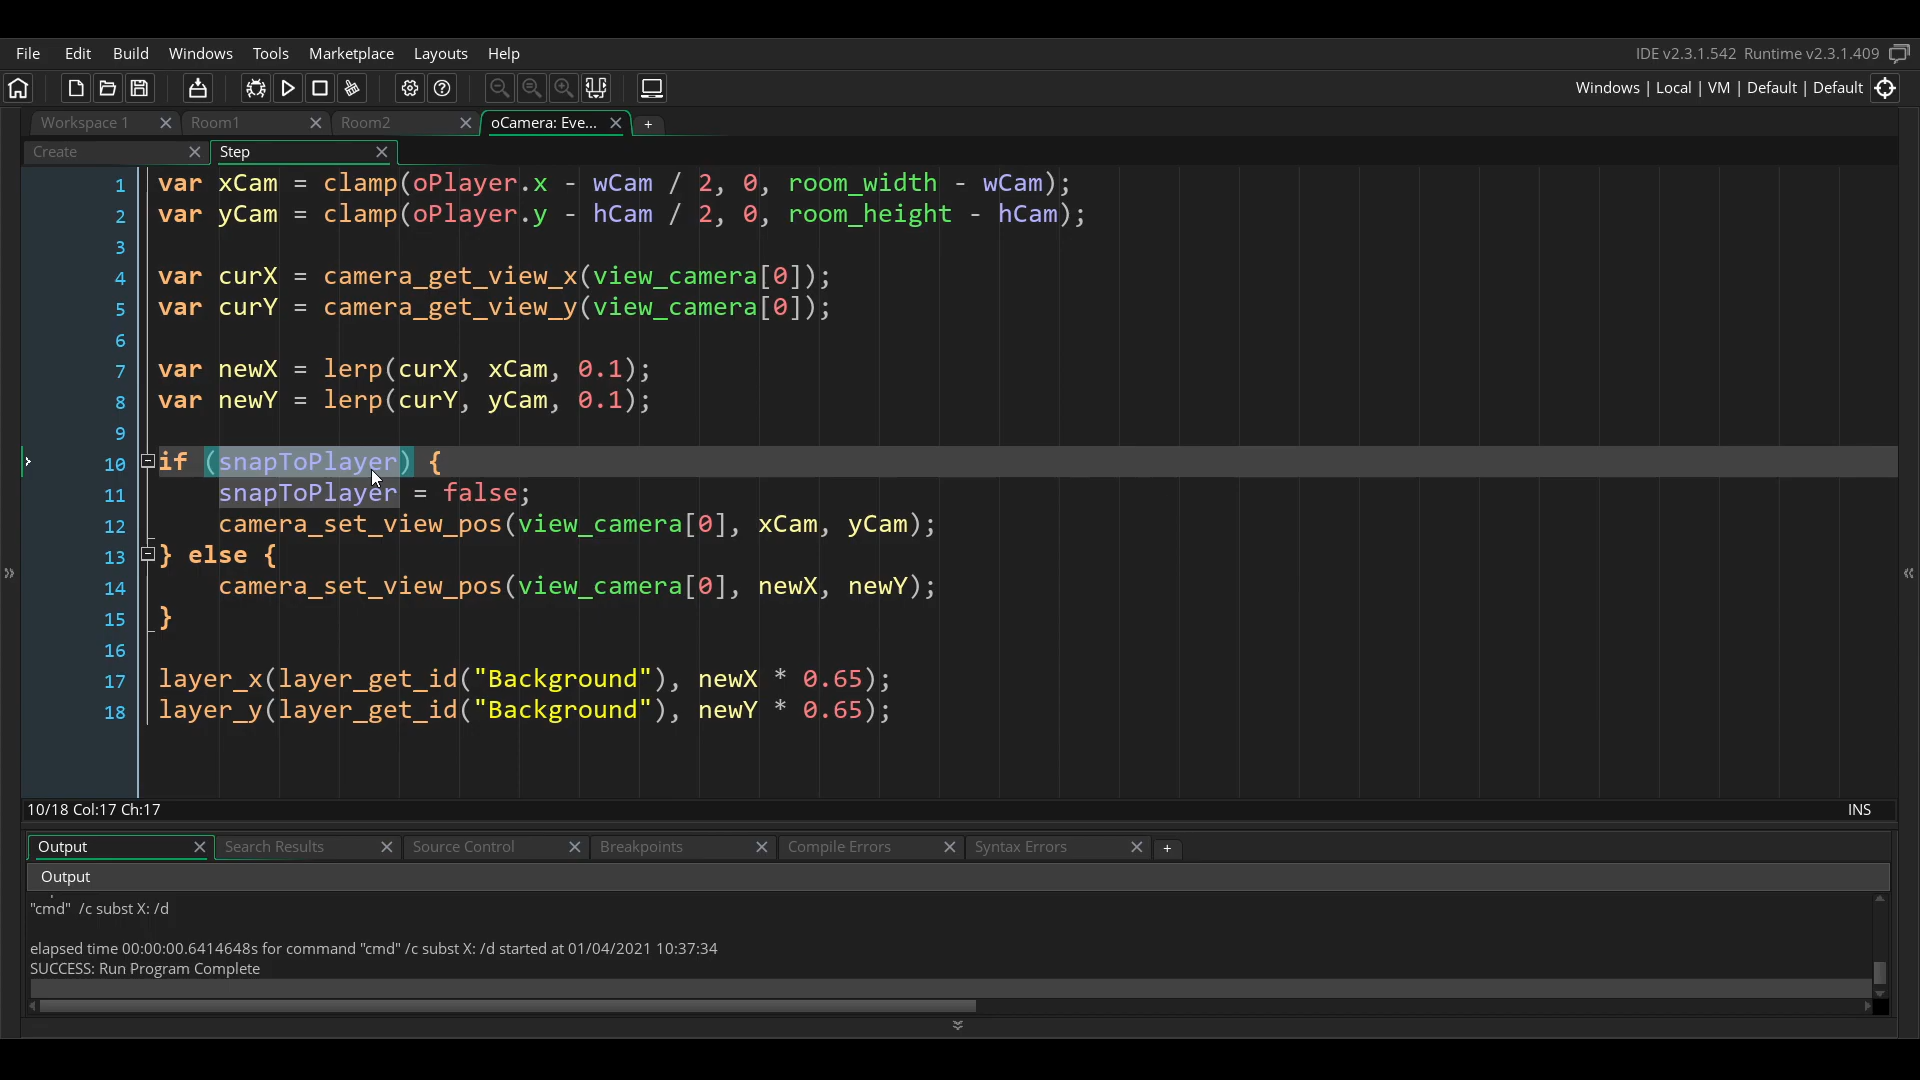 File Edit Build Windows Tools Marketplace Layouts Help IDE v2.3.1.542 Runtime v2.3.1.409
Windows | Local | VM | Default | Default
Workspace 1 Room1 Room2 oCamera: Eve... +
Create Step
1 var xCam = clamp(oPlayer.x - wCam / 2, 0, room_width - wCam);
2 var yCam = clamp(oPlayer.y - hCam / 2, 0, room_height - hCam);
3
4 var curX = camera_get_view_x(view_camera[0]);
5 var curY = camera_get_view_y(view_camera[0]);
6
7 var newX = lerp(curX, xCam, 0.1);
8 var newY = lerp(curY, yCam, 0.1);
9
10 if (snapToPlayer) {
11 snapToPlayer = false;
12 camera_set_view_pos(view_camera[0], xCam, yCam);
13 } else {
14 camera_set_view_pos(view_camera[0], newX, newY);
15 }
16
17 layer_x(layer_get_id("Background"), newX * 0.65);
18 layer_y(layer_get_id("Background"), newY * 0.65);
10/18 Col:17 Ch:17 INS
Output Search Results Source Control Breakpoints Compile Errors Syntax Errors +
Output
"cmd" /c subst X: /d
elapsed time 00:00:00.6414648s for command "cmd" /c subst X: /d started at 01/04/2021 10:37:34
SUCCESS: Run Program Complete